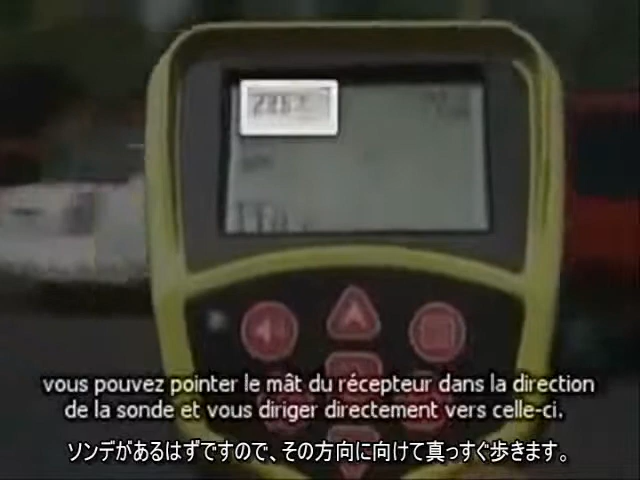 vous pouvez pointer le mât du récepteur dans la direction
de la sonde et vous diriger directement vers celle-ci.
ソンデがあるはずですので、その方向に向けて真っすぐ歩きます。